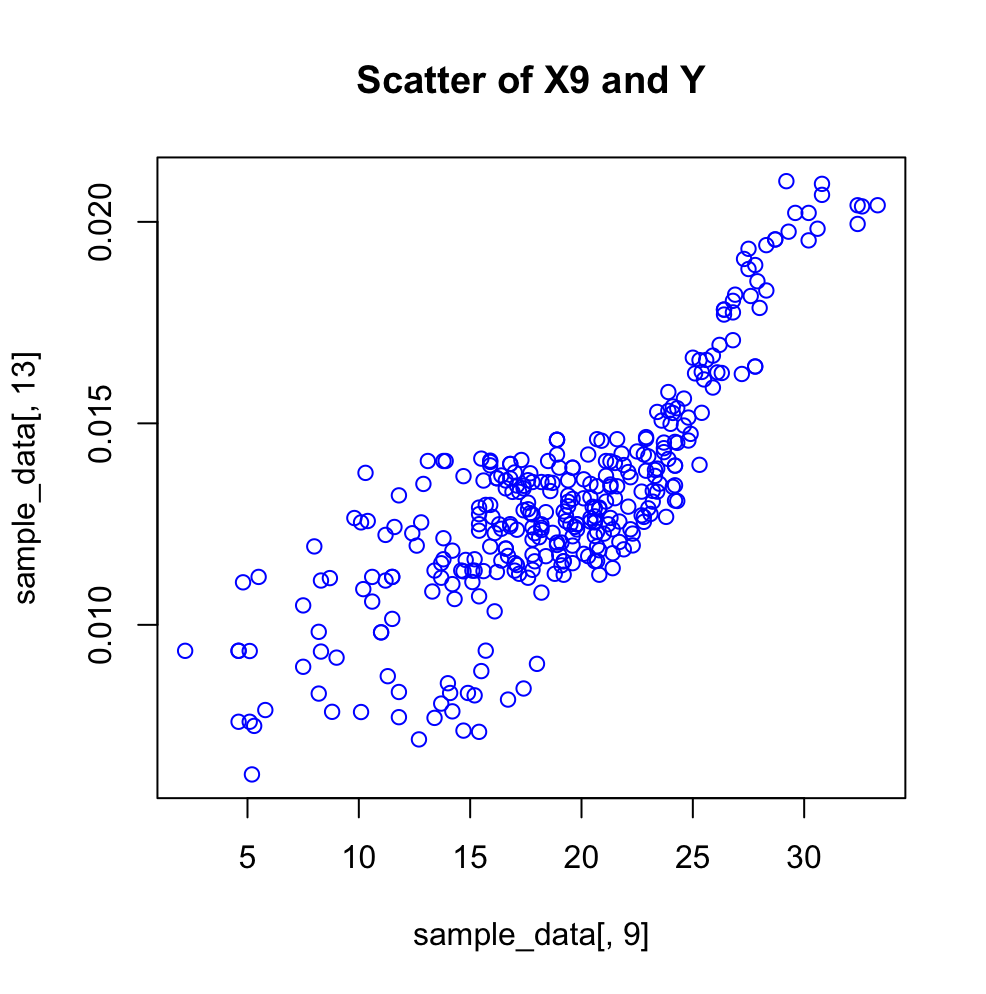 Scatter of X9 and Y
0.020
0.015
0.010
sample_data[, 13]
5 10 15 20 25 30
sample_data[, 9]